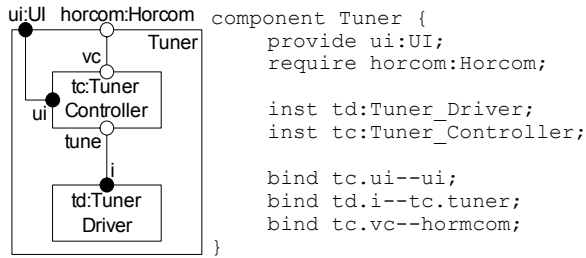 ui:UI horcom:Horcom
Tuner
vc
tc:Tuner
Controller
ui
tune
i
td:Tuner
Driver
component Tuner {
provide ui:UI;
require horcom:Horcom;
inst td:Tuner_Driver;
inst tc:Tuner_Controller;
bind tc.ui--ui;
bind td.i--tc.tuner;
bind tc.vc--hormcom;
}